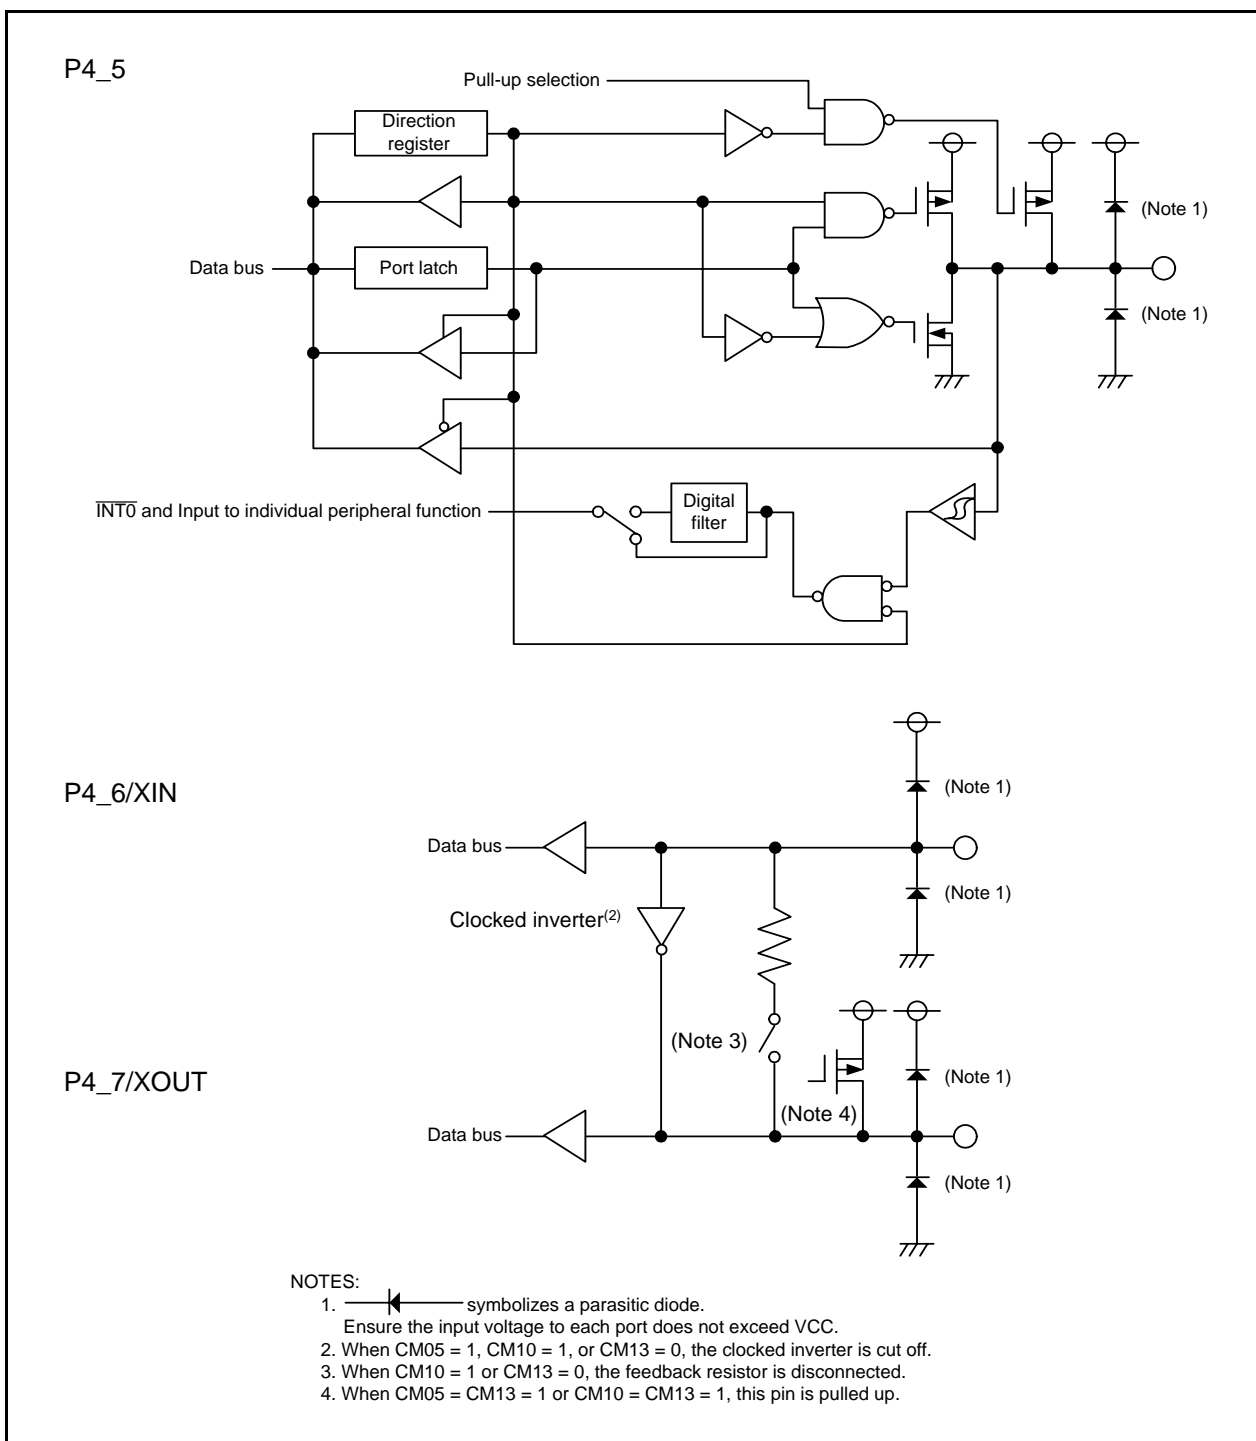 P4_5
Pull-up selection
Direction
register
(Note 1)
Data bus
Port latch
(Note 1)
INT0 and Input to individual peripheral function
Digital
filter
P4_6/XIN
(Note 1)
Data bus
(Note 1)
Clocked inverter(2)
(Note 3)
P4_7/XOUT
(Note 1)
(Note 4)
Data bus
(Note 1)
NOTES:
1. symbolizes a parasitic diode.
Ensure the input voltage to each port does not exceed VCC.
2. When CM05 = 1, CM10 = 1, or CM13 = 0, the clocked inverter is cut off.
3. When CM10 = 1 or CM13 = 0, the feedback resistor is disconnected.
4. When CM05 = CM13 = 1 or CM10 = CM13 = 1, this pin is pulled up.